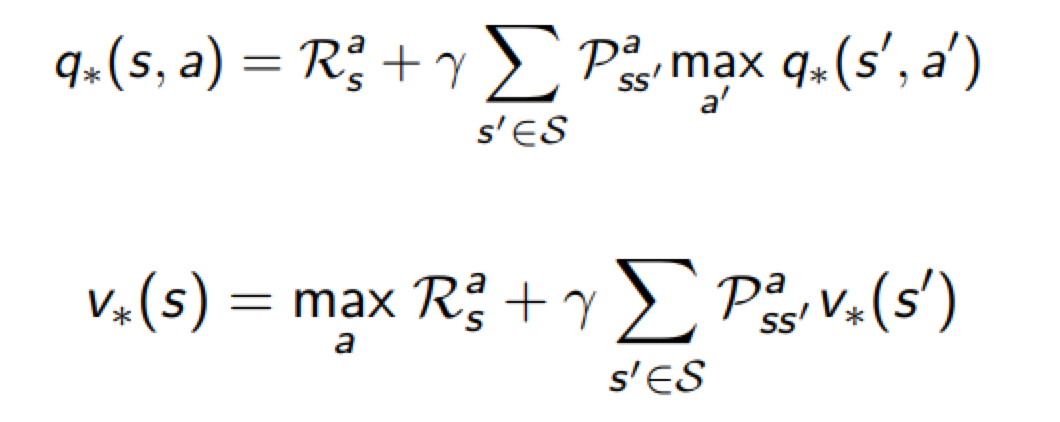 q_*(s, a) = \mathcal{R}_s^a + \gamma \sum_{s' \in \mathcal{S}} \mathcal{P}_{ss'}^a \max_{a'} q_*(s', a')
v_*(s) = \max_a \mathcal{R}_s^a + \gamma \sum_{s' \in \mathcal{S}} \mathcal{P}_{ss'}^a v_*(s')